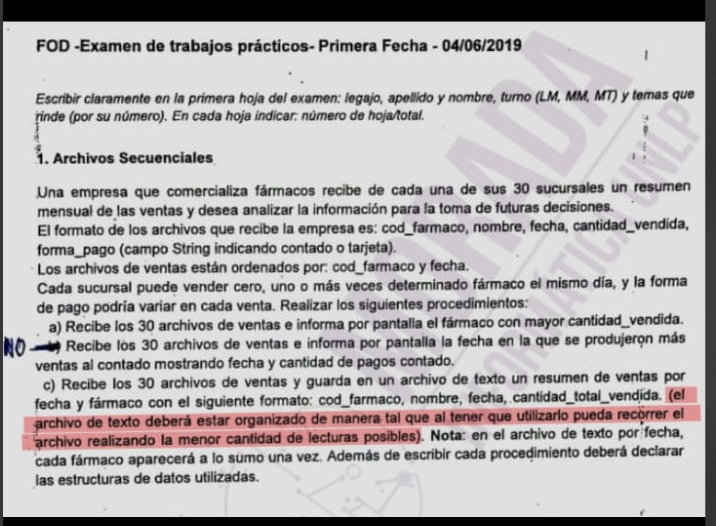 FOD -Examen de trabajos prácticos- Primera Fecha - 04/06/2019
Escribir claramente en la primera hoja del examen: legajo, apellido y nombre, turno (LM, MM, MT) y temas que
rinde (por su número). En cada hoja indicar: número de hoja/total.
1. Archivos Secuenciales
Una empresa que comercializa fármacos recibe de cada una de sus 30 sucursales un resumen
mensual de las ventas y desea analizar la información para la toma de futuras decisiones.
El formato de los archivos que recibe la empresa es: cod_farmaco, nombre, fecha, cantidad_vendida,
forma_pago (campo String indicando contado o tarjeta).
Los archivos de ventas están ordenados por: cod_farmaco y fecha.
Cada sucursal puede vender cero, uno o más veces determinado fármaco el mismo día, y la forma
de pago podría variar en cada venta. Realizar los siguientes procedimientos:
a) Recibe los 30 archivos de ventas e informa por pantalla el fármaco con mayor cantidad_vendida.
NO Recibe los 30 archivos de ventas e informa por pantalla la fecha en la que se produjeron más
ventas al contado mostrando fecha y cantidad de pagos contado.
c) Recibe los 30 archivos de ventas y guarda en un archivo de texto un resumen de ventas por
fecha y fármaco con el siguiente formato: cod_farmaco, nombre, fecha, cantidad_total_vendida. (el
archivo de texto deberá estar organizado de manera tal que al tener que utilizarlo pueda recorrer el
archivo realizando la menor cantidad de lecturas posibles). Nota: en el archivo de texto por fecha,
cada fármaco aparecerá a lo sumo una vez. Además de escribir cada procedimiento deberá declarar
las estructuras de datos utilizadas.
INFORMÁTICA UNLP